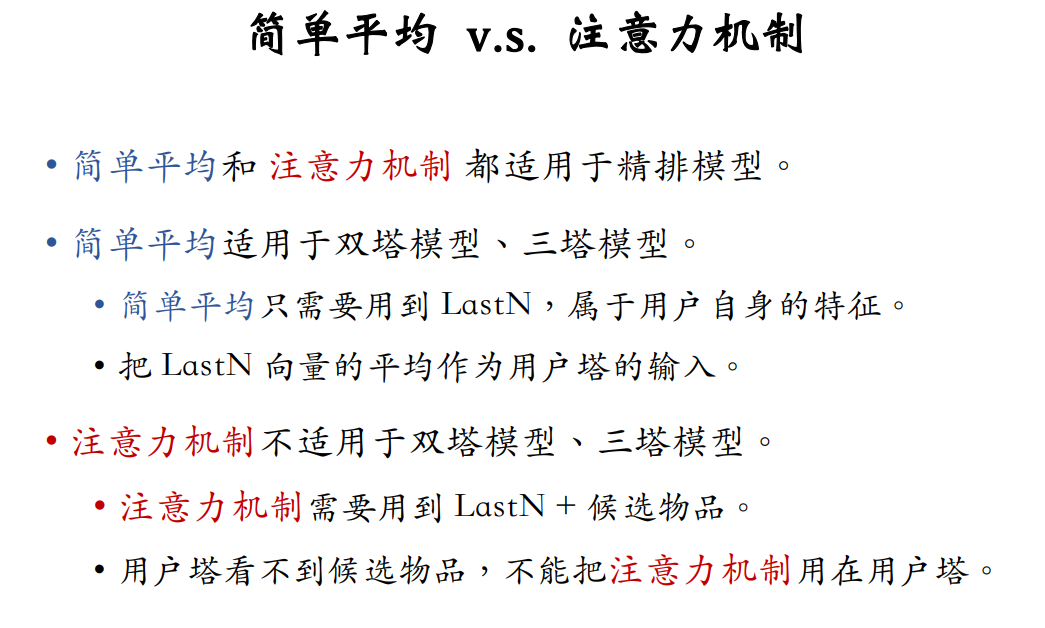 简单平均 v.s. 注意力机制
• 简单平均和 注意力机制 都适用于精排模型。
• 简单平均适用于双塔模型、三塔模型。
• 简单平均只需要用到 LastN，属于用户自身的特征。
• 把 LastN 向量的平均作为用户塔的输入。
• 注意力机制不适用于双塔模型、三塔模型。
• 注意力机制需要用到 LastN + 候选物品。
• 用户塔看不到候选物品，不能把注意力机制用在用户塔。